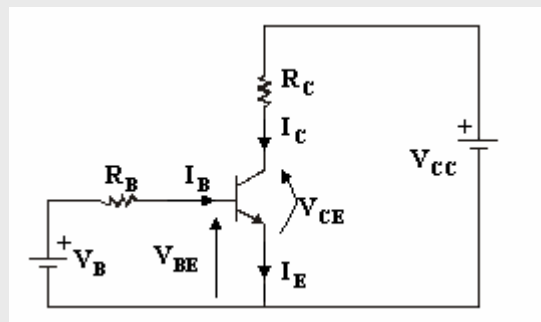 R_C
I_C
+
V_CC
R_B
I_B
V_CE
+
V_B
V_BE
I_E